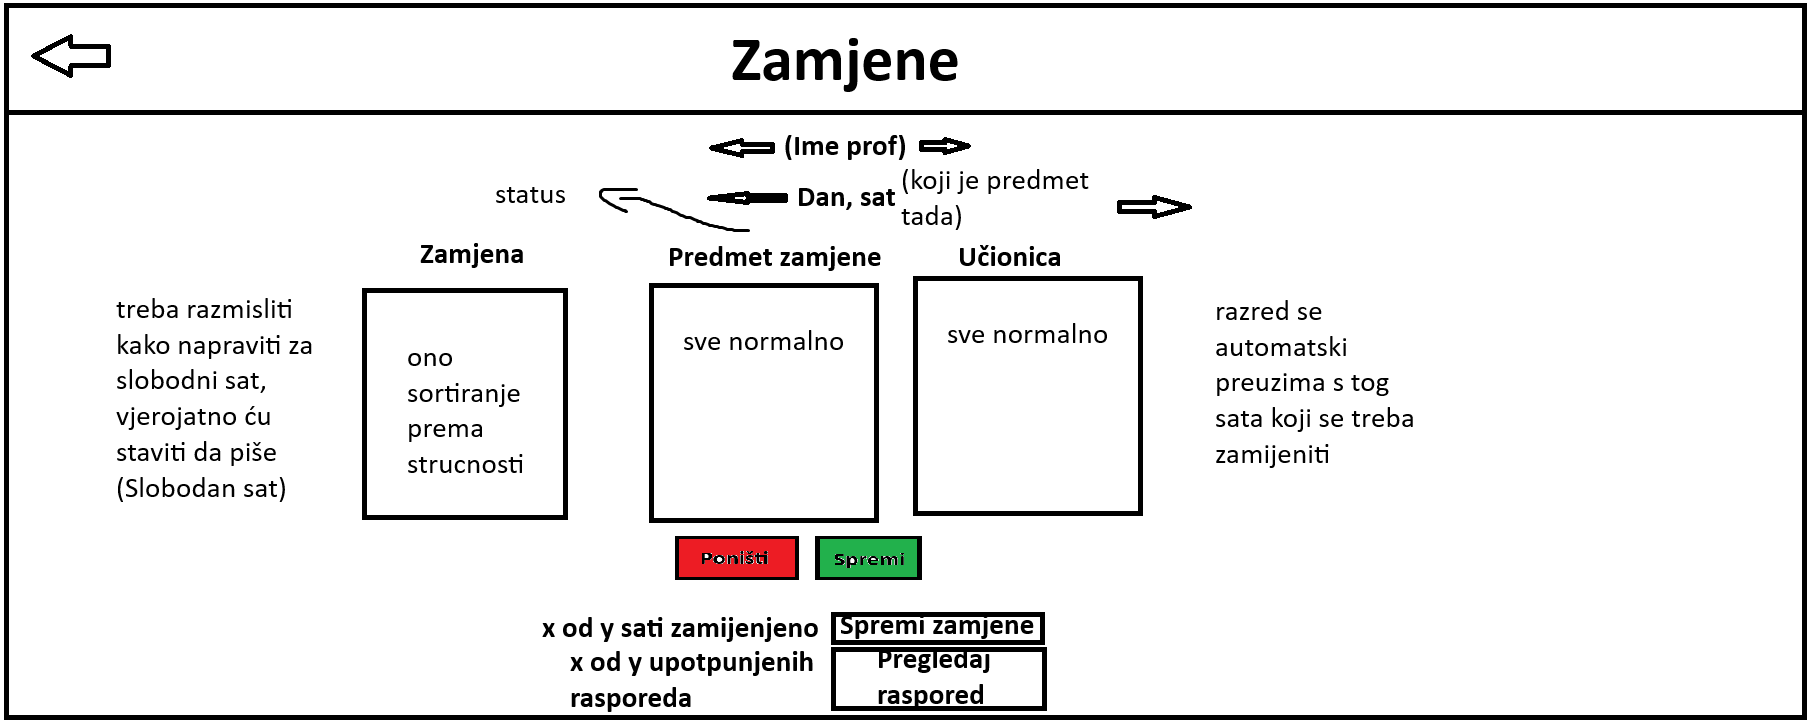 Zamjene
(Ime prof)
status
Dan, sat
(koji je predmet
tada)
Zamjena
Predmet zamjene
Učionica
treba razmisliti
kako napraviti za
slobodni sat,
vjerojatno ću
staviti da piše
(Slobodan sat)
ono
sortiranje
prema
strucnosti
sve normalno
sve normalno
razred se
automatski
preuzima s tog
sata koji se treba
zamijeniti
Poništi
Spremi
x od y sati zamijenjeno
Spremi zamjene
x od y upotpunjenih
rasporeda
Pregledaj
raspored